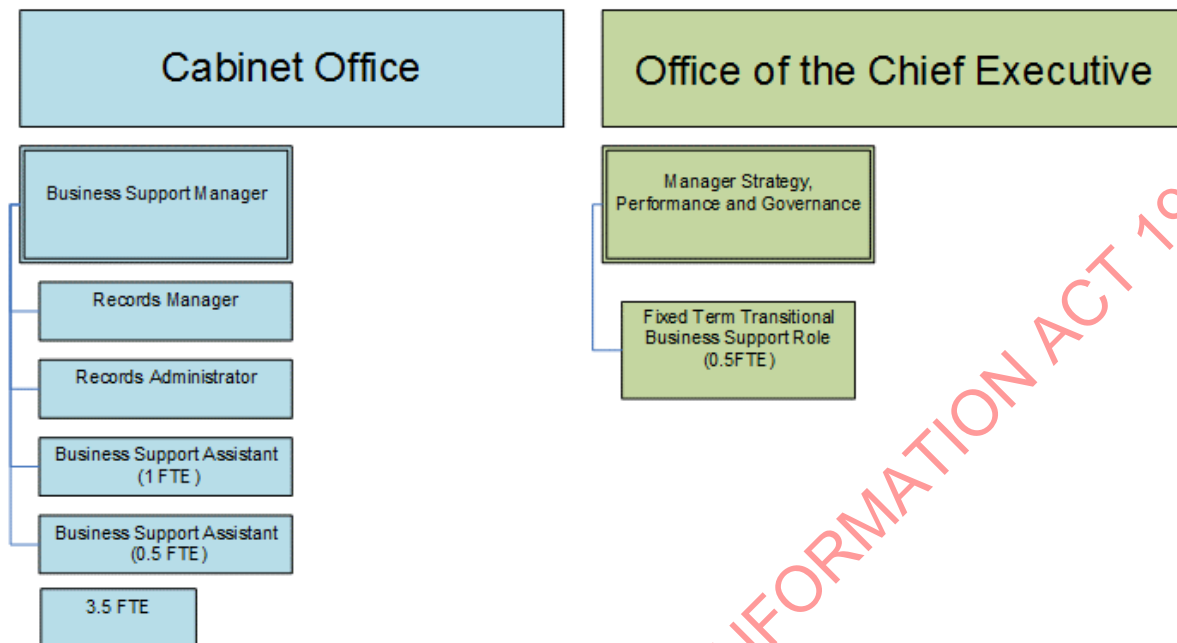 Cabinet Office
Business Support Manager
Records Manager
Records Administrator
Business Support Assistant
(1 FTE)
Business Support Assistant
(0.5 FTE)
3.5 FTE
Office of the Chief Executive
Manager Strategy,
Performance and Governance
Fixed Term Transitional
Business Support Role
(0.5FTE)
INFORMATION ACT 19